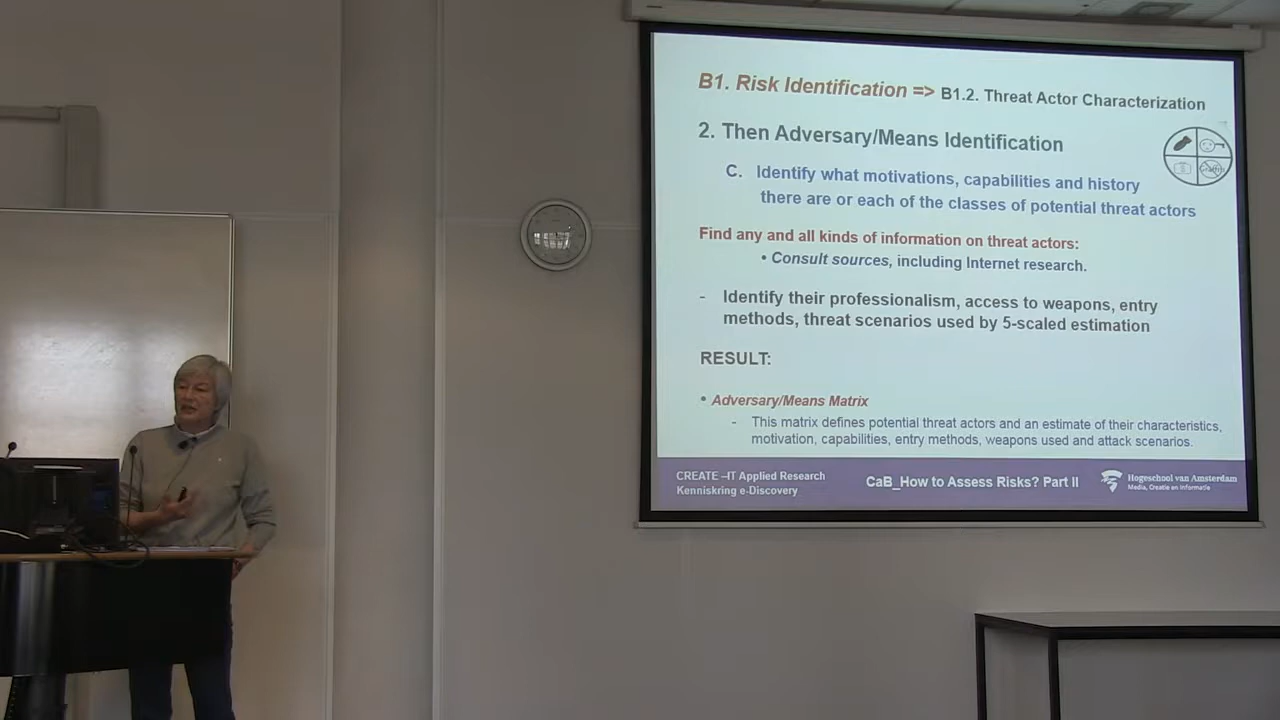 B1. Risk Identification => B1.2. Threat Actor Characterization
2. Then Adversary/Means Identification
C. Identify what motivations, capabilities and history
there are or each of the classes of potential threat actors
Find any and all kinds of information on threat actors:
• Consult sources, including Internet research.
- Identify their professionalism, access to weapons, entry
methods, threat scenarios used by 5-scaled estimation
RESULT:
• Adversary/Means Matrix
- This matrix defines potential threat actors and an estimate of their characteristics,
motivation, capabilities, entry methods, weapons used and attack scenarios.
CREATE –IT Applied Research
Kenniskring e-Discovery
CaB_How to Assess Risks? Part II
Hogeschool van Amsterdam
Media, Creatie en Informatie